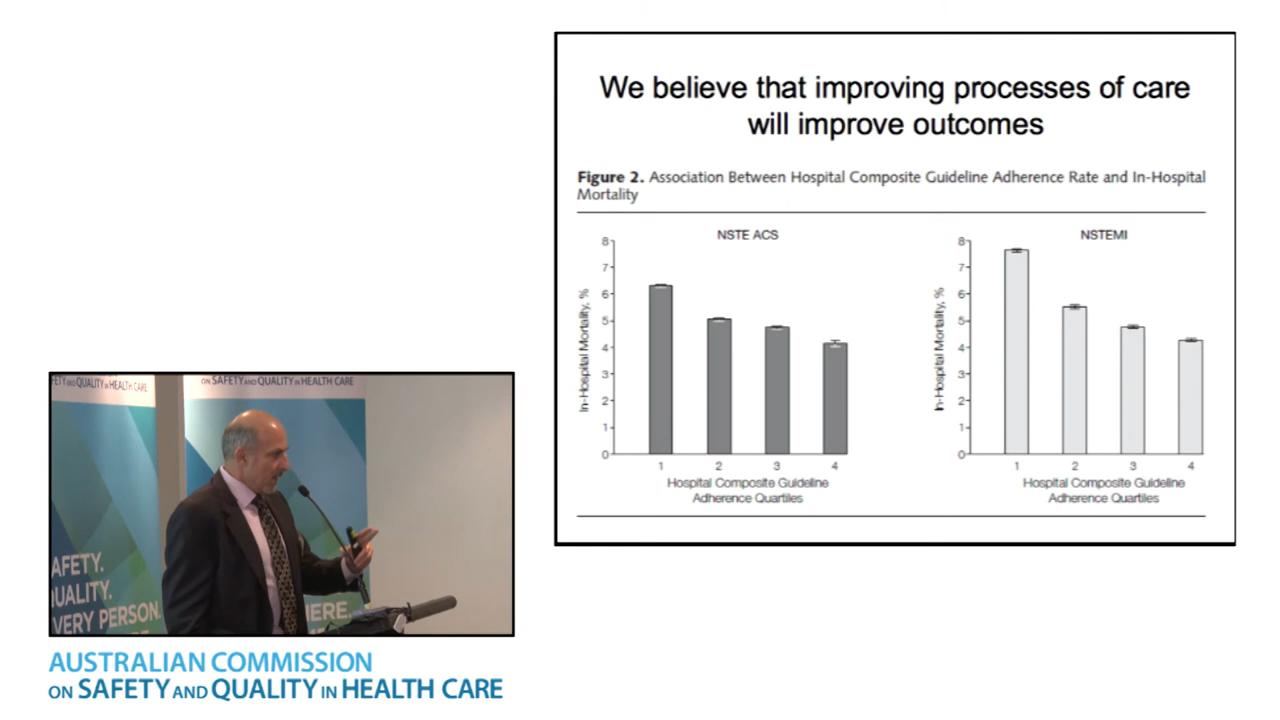 We believe that improving processes of care
will improve outcomes
Figure 2. Association Between Hospital Composite Guideline Adherence Rate and In-Hospital
Mortality
NSTE ACS
In-Hospital Mortality, %
8
7
6
5
4
3
2
1
0
1 2 3 4
Hospital Composite Guideline
Adherence Quartiles
NSTEMI
In-Hospital Mortality, %
8
7
6
5
4
3
2
1
0
1 2 3 4
Hospital Composite Guideline
Adherence Quartiles
AND QUALITY IN HEALTH CARE
ON SAFETY AND QUALITY IN HEALTH CARE
AFETY.
UALITY.
VERY PERSON.
HERE.
AUSTRALIAN COMMISSION
ON SAFETY AND QUALITY IN HEALTH CARE